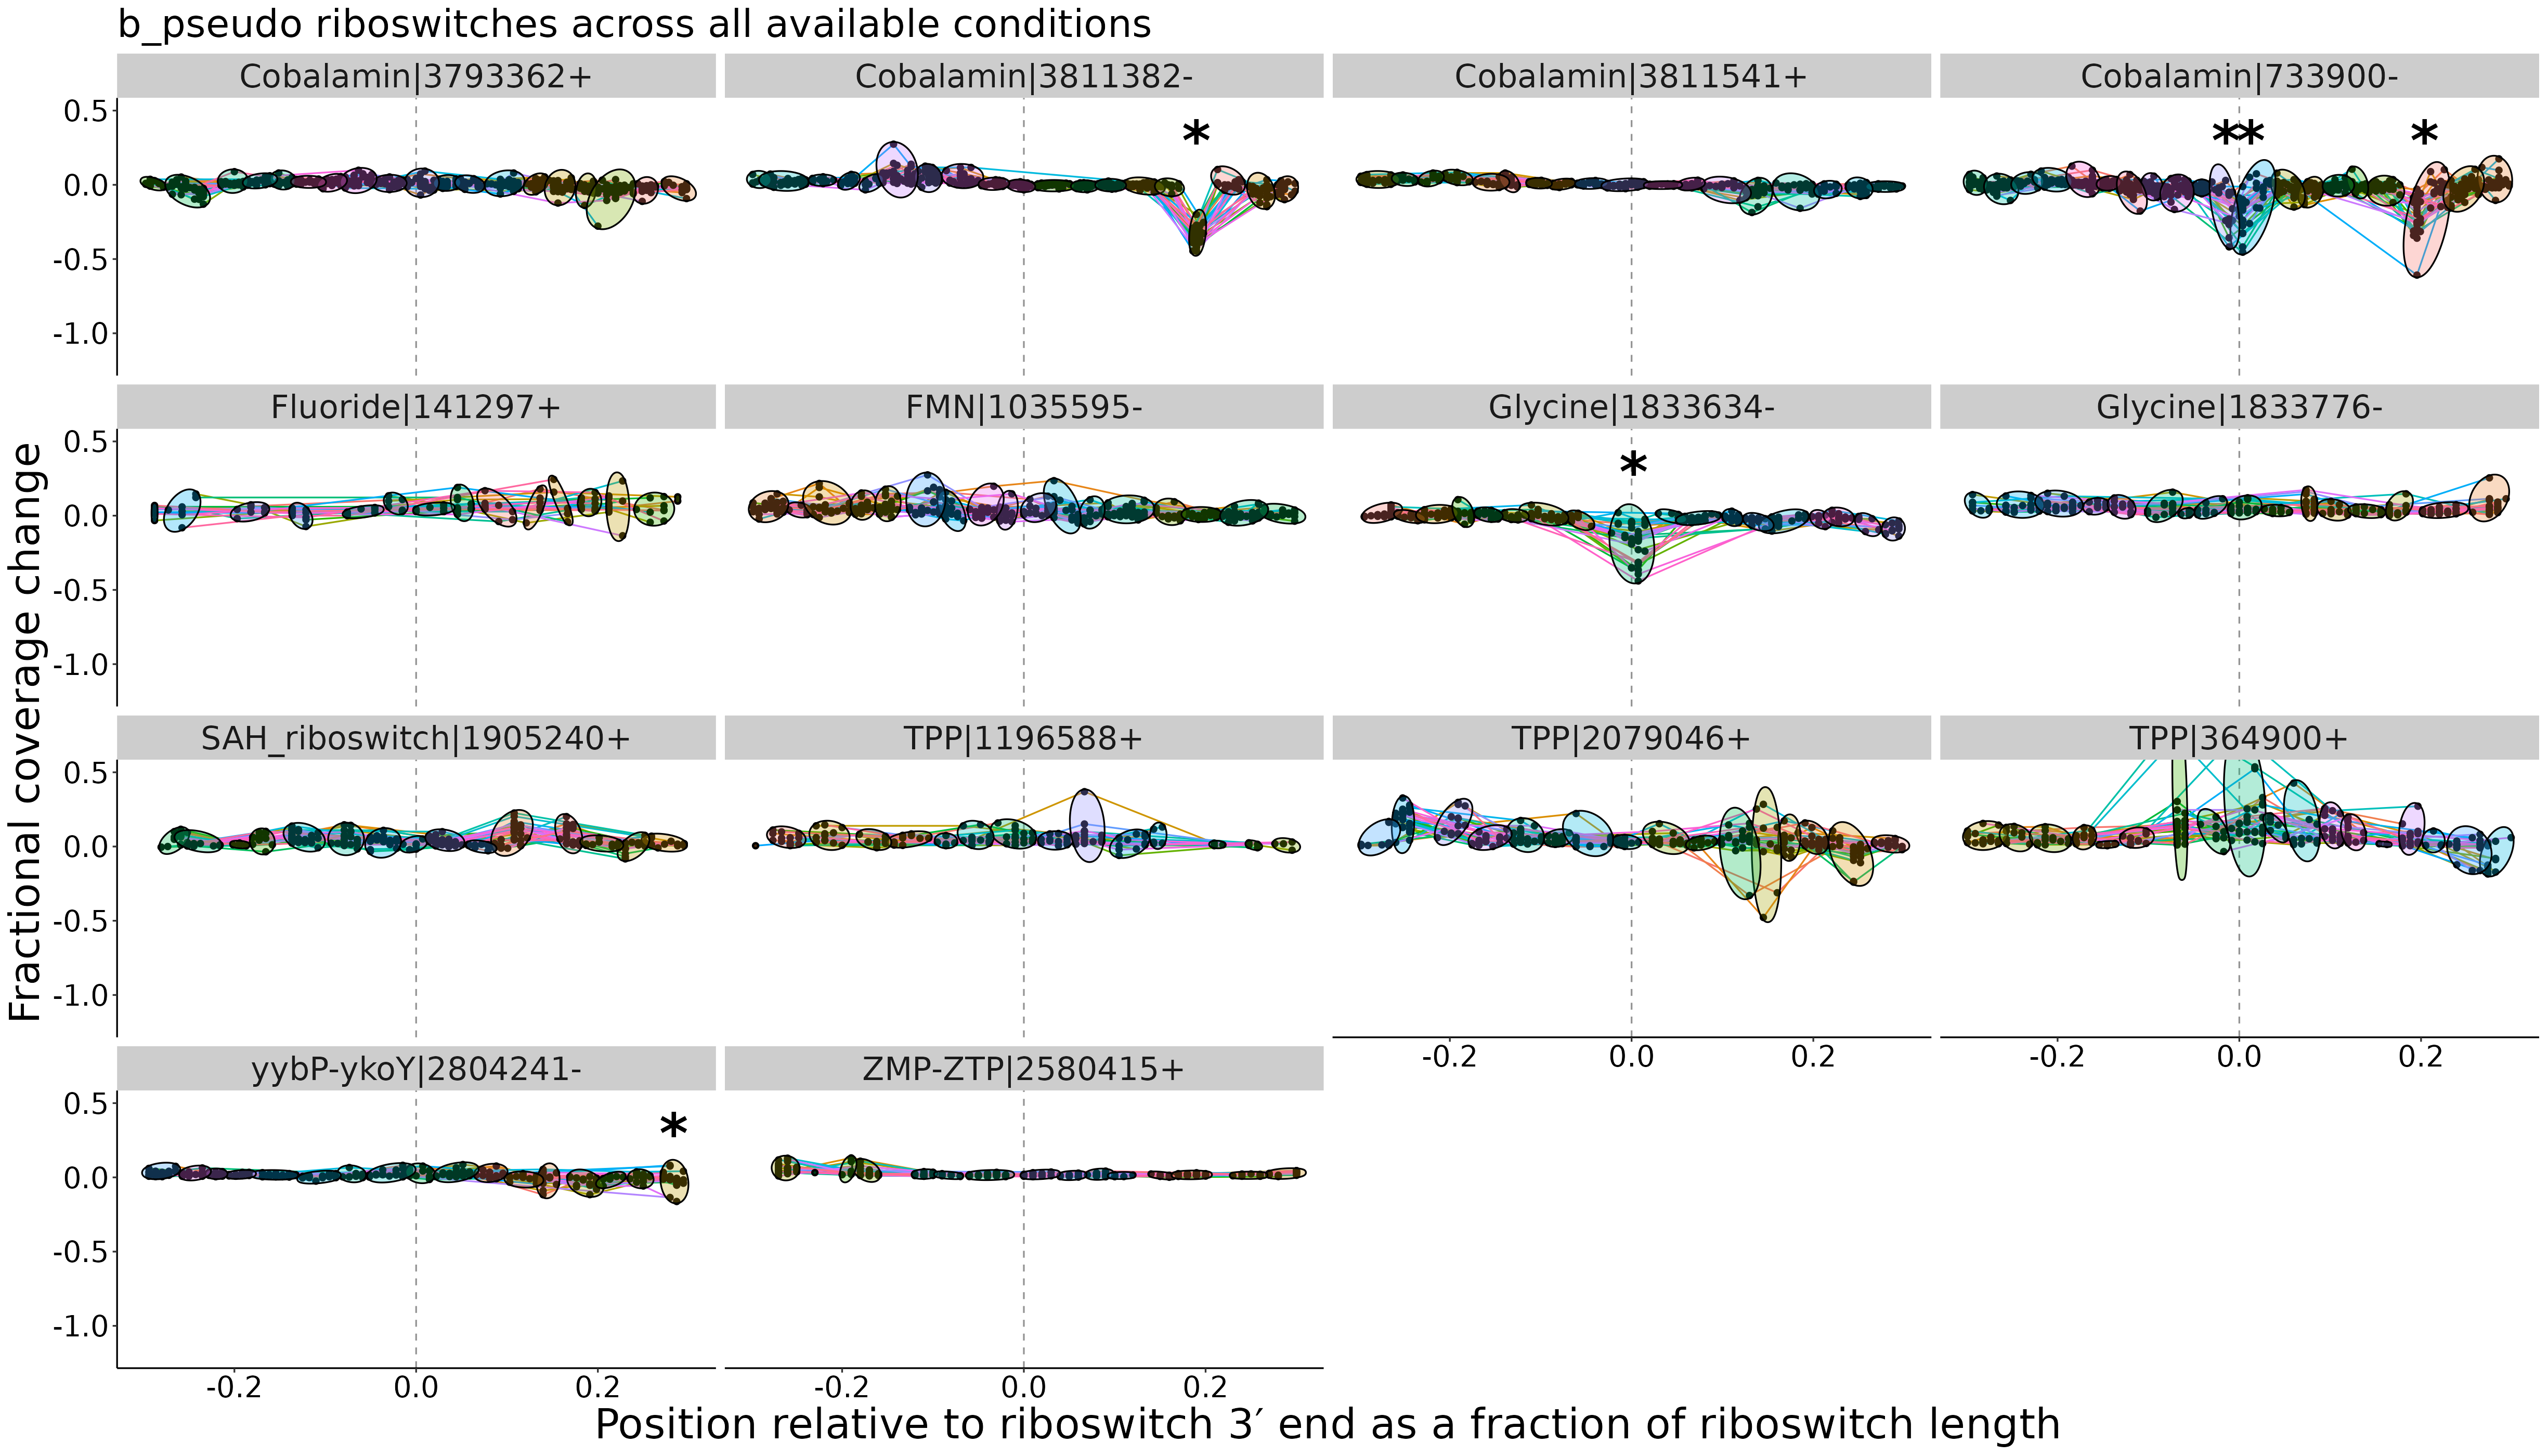 b_pseudo riboswitches across all available conditions
Cobalamin|3793362+
Cobalamin|3811382-
Cobalamin|3811541+
Cobalamin|733900-
0.5
0.0
-0.5
-1.0
*
**
*
Fluoride|141297+
FMN|1035595-
Glycine|1833634-
Glycine|1833776-
0.5
0.0
-0.5
-1.0
*
Fractional coverage change
SAH_riboswitch|1905240+
TPP|1196588+
TPP|2079046+
TPP|364900+
0.5
0.0
-0.5
-1.0
-0.2 0.0 0.2
-0.2 0.0 0.2
yybP-ykoY|2804241-
ZMP-ZTP|2580415+
0.5
0.0
-0.5
-1.0
*
-0.2 0.0 0.2
-0.2 0.0 0.2
Position relative to riboswitch 3′ end as a fraction of riboswitch length